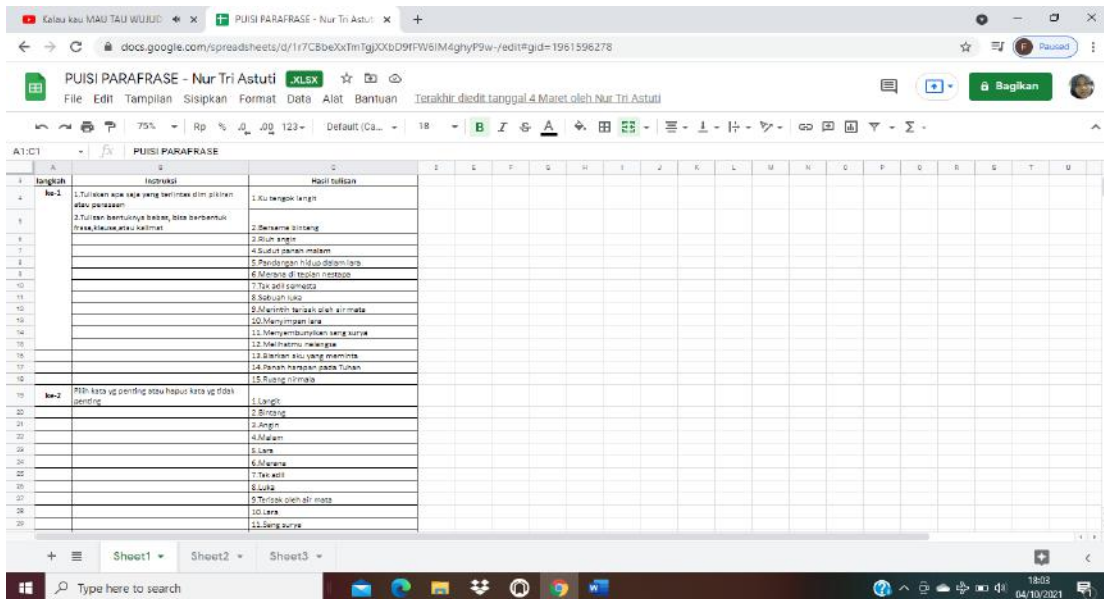 Kalau kau MAU TAU WUJUD
PUISI PARAFRASE - Nur Tri Astuti
docs.google.com/spreadsheets/d/1r7CBbeXxTmTgjXXbD9fFW6IM4ghyP9w-/edit#gid=1961596278
Paused
PUISI PARAFRASE - Nur Tri Astuti .XLSX
Bagikan
File Edit Tampilan Sisipkan Format Data Alat Bantuan Terakhir diedit tanggal 4 Maret oleh Nur Tri Astuti
75% Rp % .0 .00 123 Default (Ca... 18 B I S A
A1:C1 fx PUISI PARAFRASE
langkah Instruksi Hasil tulisan
ke-1 1.Tuliskan apa saja yang terlintas dlm pikiran atau perasaan 1.Ku tengok langit
2.Tulisan bentuknya bebas, bisa berbentuk frasa,klausa,atau kalimat 2.Bersama bintang
3.Riuh angin
4.Sudut panah malam
5.Pandangan hidup dalam lara
6.Merana di tepian nestapa
7.Tak adil semesta
8.Sebuah luka
9.Merintih terisak oleh air mata
10.Menyimpan lara
11.Menyembunyikan sang surya
12.Melihatmu nelangsa
13.Biarkan aku yang meminta
14.Panah harapan pada Tuhan
15.Ruang nirmala
ke-2 Pilih kata yg penting atau hapus kata yg tidak penting 1.Langit
2.Bintang
3.Angin
4.Malam
5.Lara
6.Merana
7.Tak adil
8.Luka
9.Terisak oleh air mata
10.Lara
11.Sang surya
Sheet1 Sheet2 Sheet3
Type here to search
18:03
04/10/2021